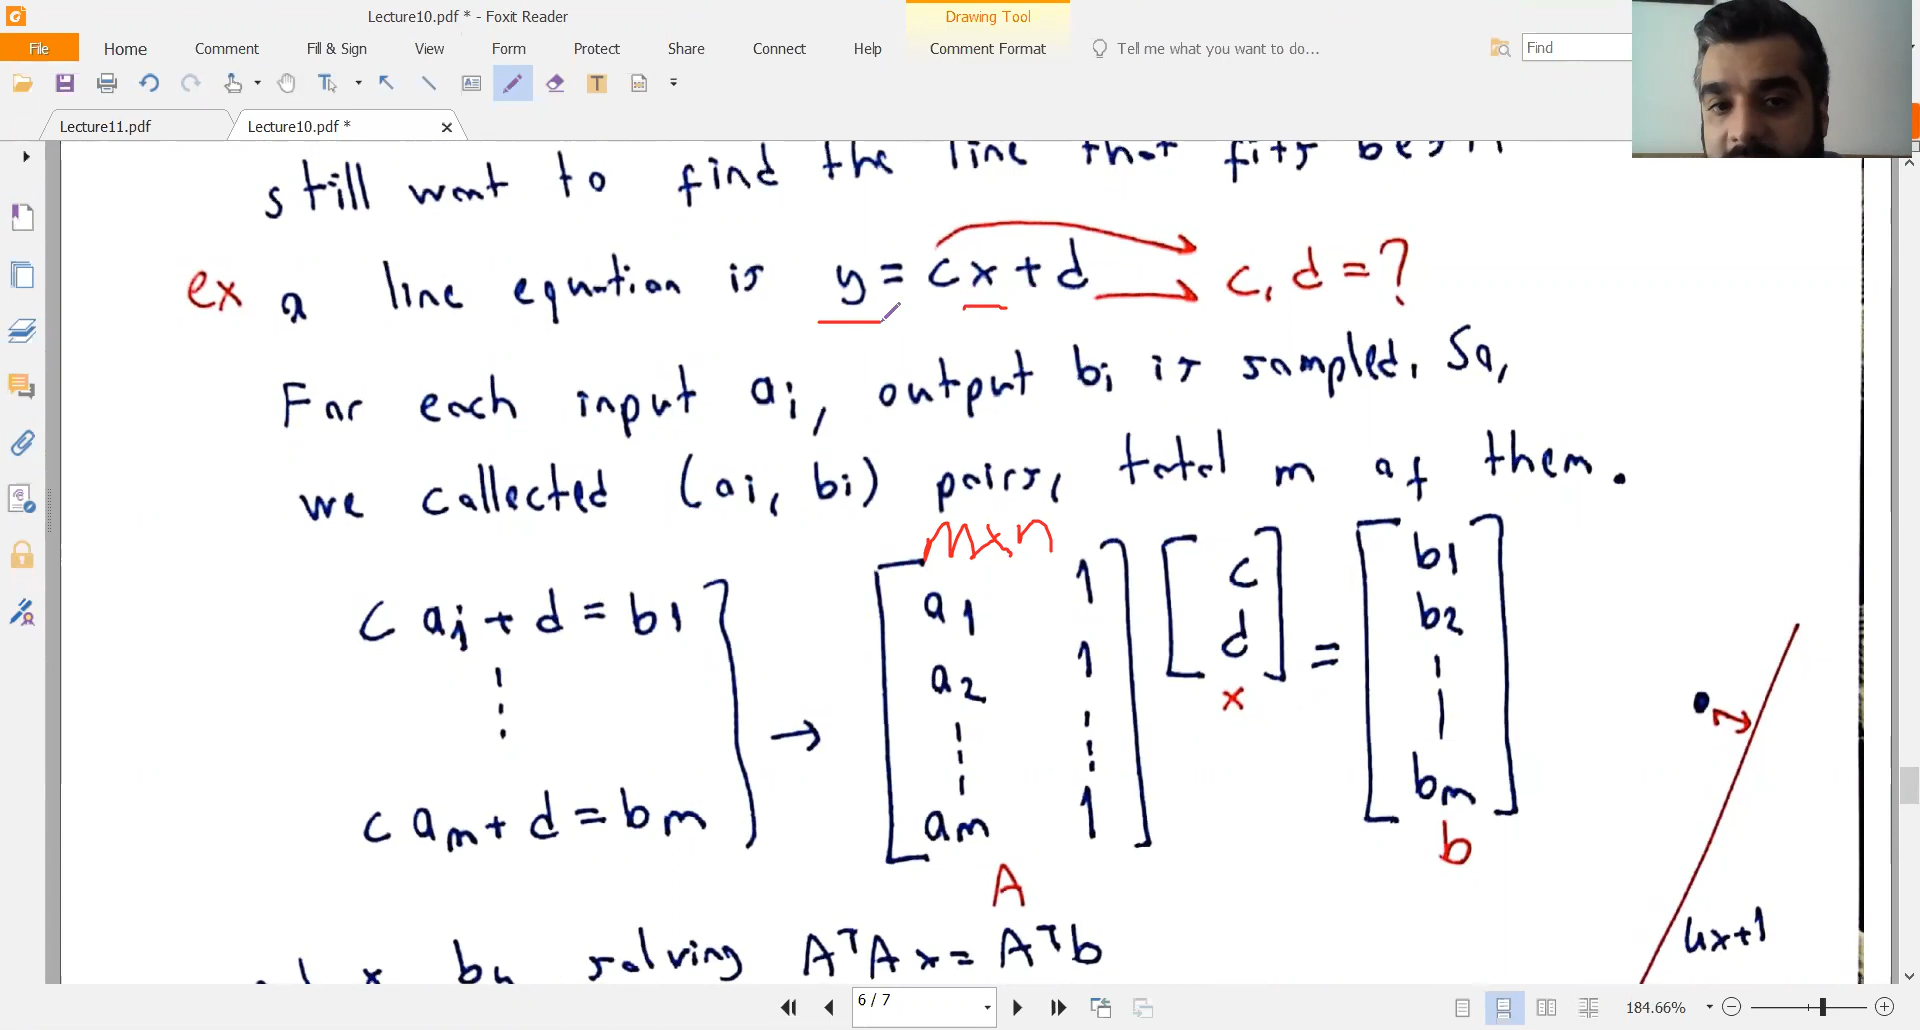 Lecture10.pdf * - Foxit Reader
Drawing Tool
File Home Comment Fill & Sign View Form Protect Share Connect Help Comment Format Tell me what you want to do... Find
Lecture11.pdf Lecture10.pdf *
still want to find the line that fits best
ex a line equation is y = cx + d c, d = ?
For each input ai, output bi is sampled. So,
we collected (ai, bi) pairs, total m of them.
mxn
c a1 + d = b1
c am + d = bm
→
a1 1
a2 1
am 1
A
c
d
x
=
b1
b2
bm
b
4x+1
x by solving AᵀA x = Aᵀb
6 / 7
184.66%